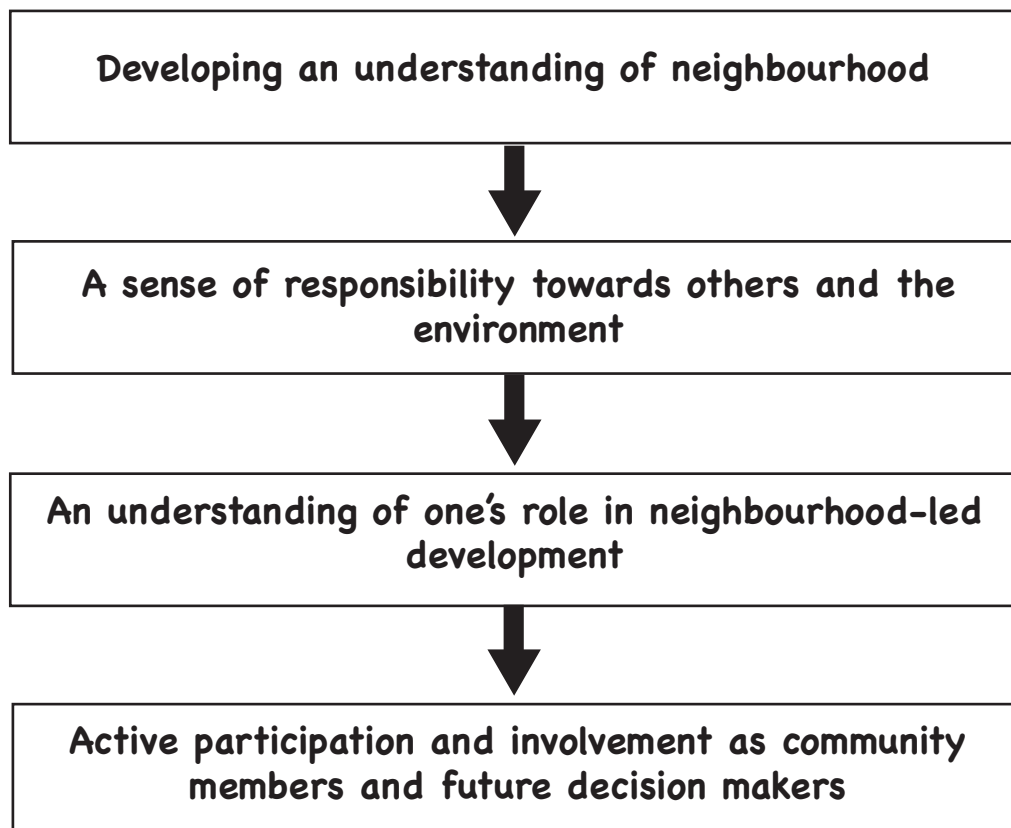 Developing an understanding of neighbourhood
A sense of responsibility towards others and the
environment
An understanding of one's role in neighbourhood-led
development
Active participation and involvement as community
members and future decision makers